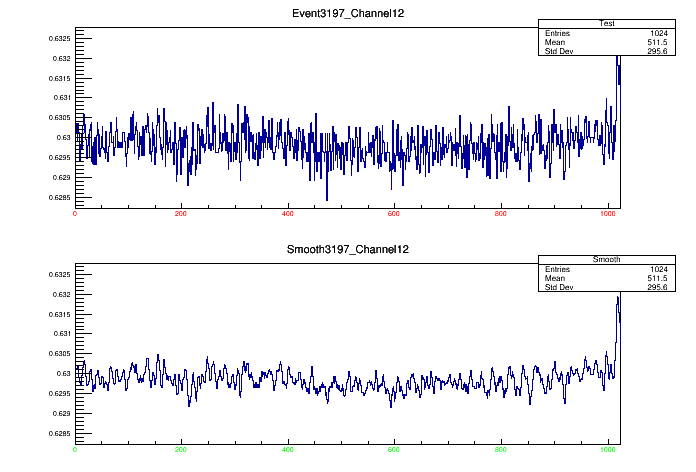 Event3197_Channel12
Test
Entries 1024
Mean 511.5
Std Dev 295.6
0.6325
0.632
0.6315
0.631
0.6305
0.63
0.6295
0.629
0.6285
0 200 400 600 800 1000
Smooth3197_Channel12
Smooth
Entries 1024
Mean 511.5
Std Dev 295.6
0.6325
0.632
0.6315
0.631
0.6305
0.63
0.6295
0.629
0.6285
0 200 400 600 800 1000